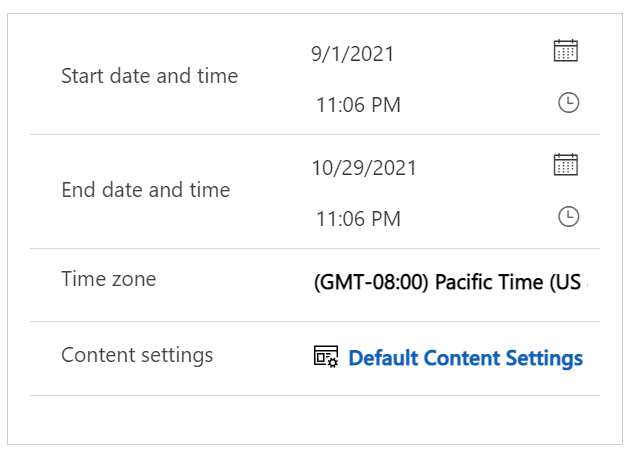 Start date and time
9/1/2021
11:06 PM
End date and time
10/29/2021
11:06 PM
Time zone
(GMT-08:00) Pacific Time (US
Content settings
Default Content Settings